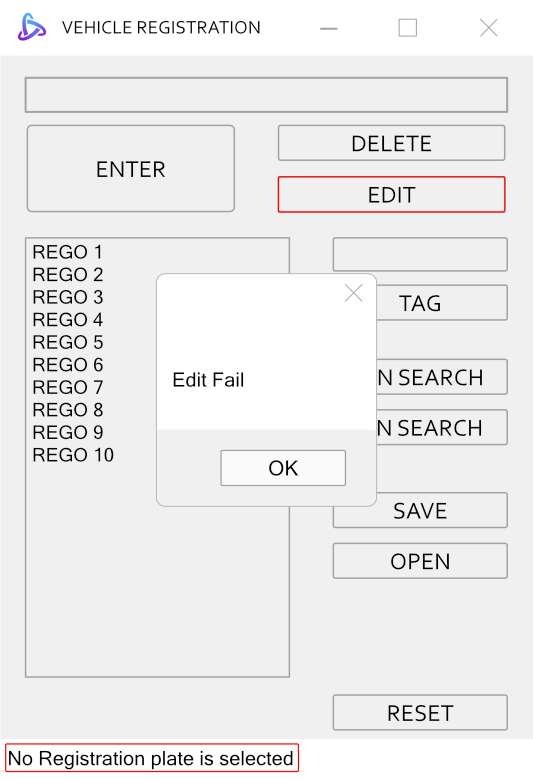 VEHICLE REGISTRATION
ENTER
DELETE
EDIT
REGO 1
REGO 2
REGO 3
REGO 4
REGO 5
REGO 6
REGO 7
REGO 8
REGO 9
REGO 10
TAG
N SEARCH
N SEARCH
Edit Fail
OK
SAVE
OPEN
RESET
No Registration plate is selected